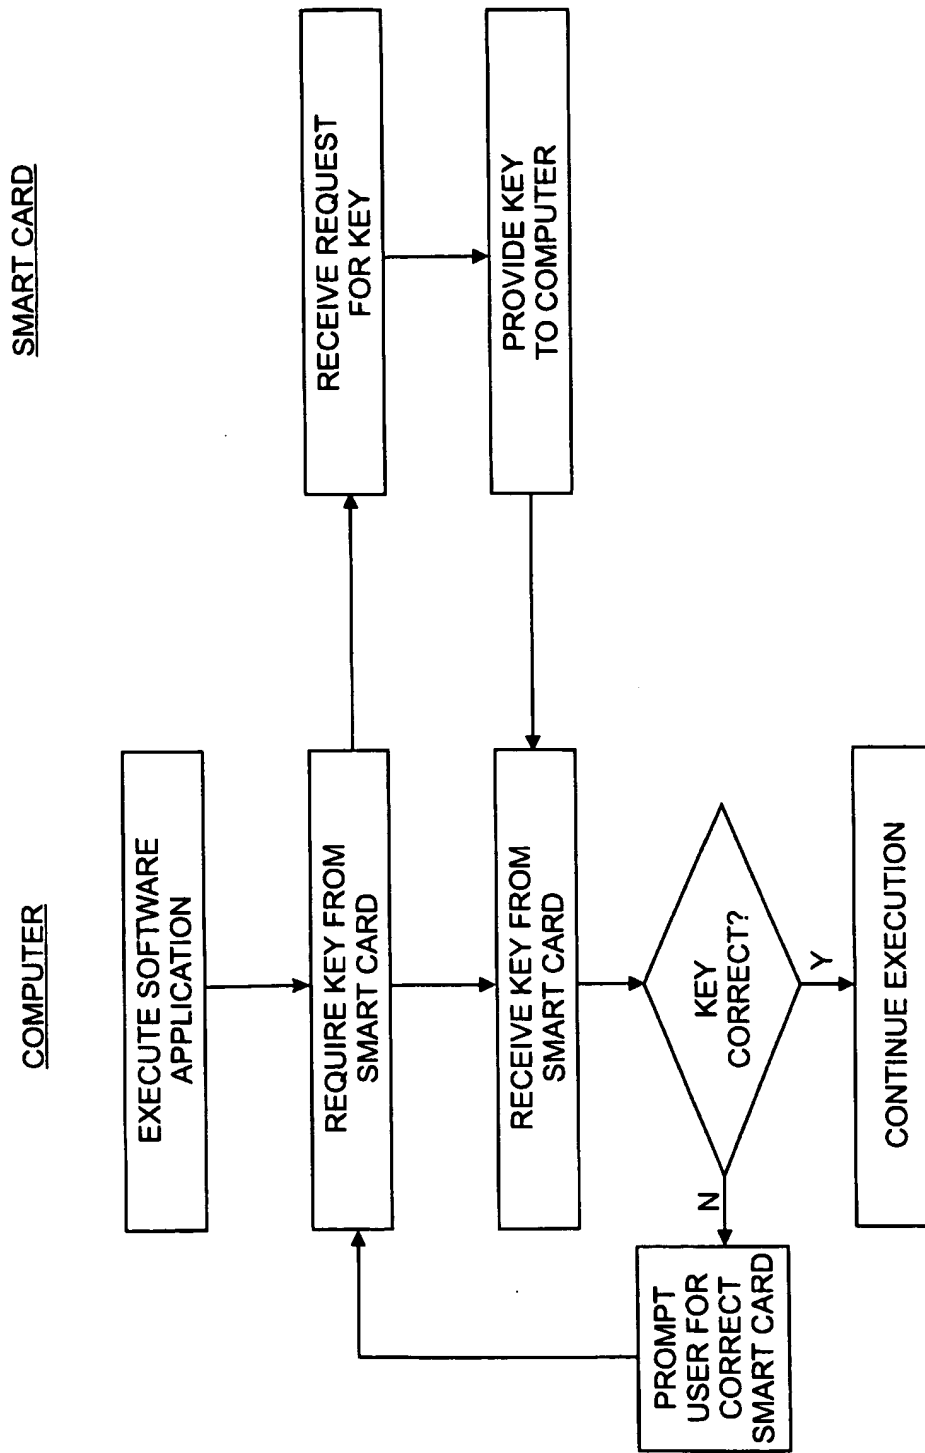 COMPUTER
SMART CARD
EXECUTE SOFTWARE
APPLICATION
REQUIRE KEY FROM
SMART CARD
RECEIVE REQUEST
FOR KEY
RECEIVE KEY FROM
SMART CARD
PROVIDE KEY
TO COMPUTER
KEY
CORRECT?
N
Y
PROMPT
USER FOR
CORRECT
SMART CARD
CONTINUE EXECUTION